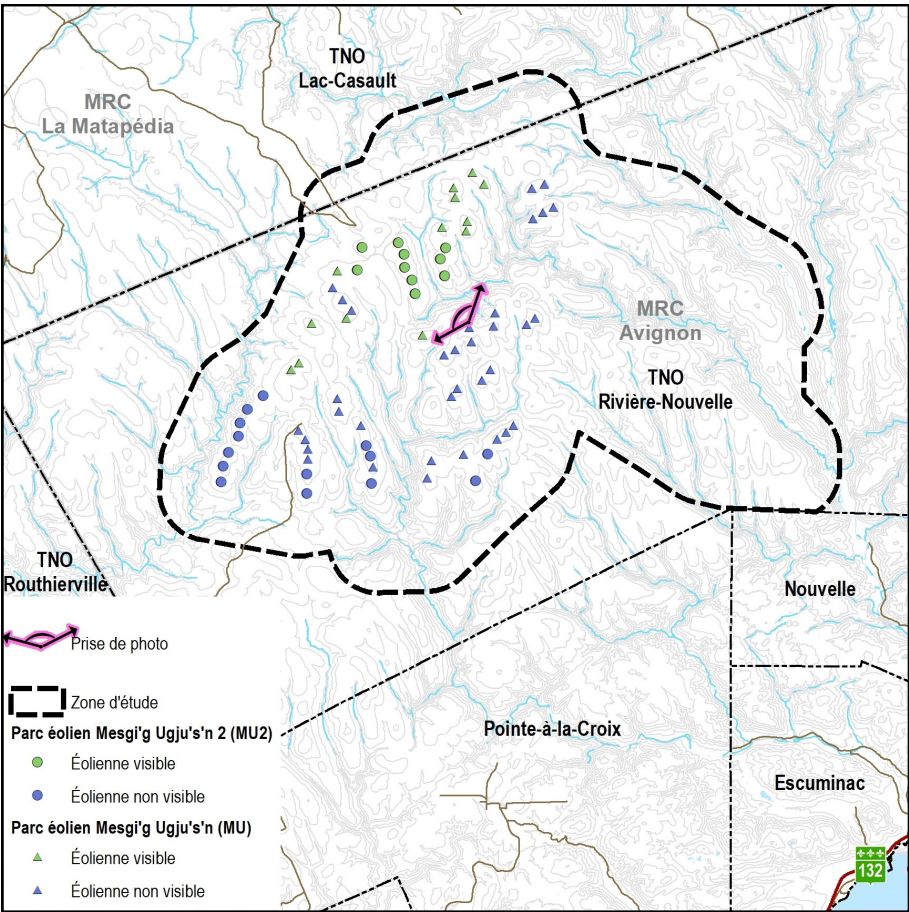 TNO
Lac-Casault
MRC
La Matapédia
MRC
Avignon
TNO
Rivière-Nouvelle
TNO
Routhierville
Nouvelle
Prise de photo
Zone d'étude
Parc éolien Mesgi'g Ugju's'n 2 (MU2)
Éolienne visible
Éolienne non visible
Parc éolien Mesgi'g Ugju's'n (MU)
Éolienne visible
Éolienne non visible
Pointe-à-la-Croix
Escuminac
132